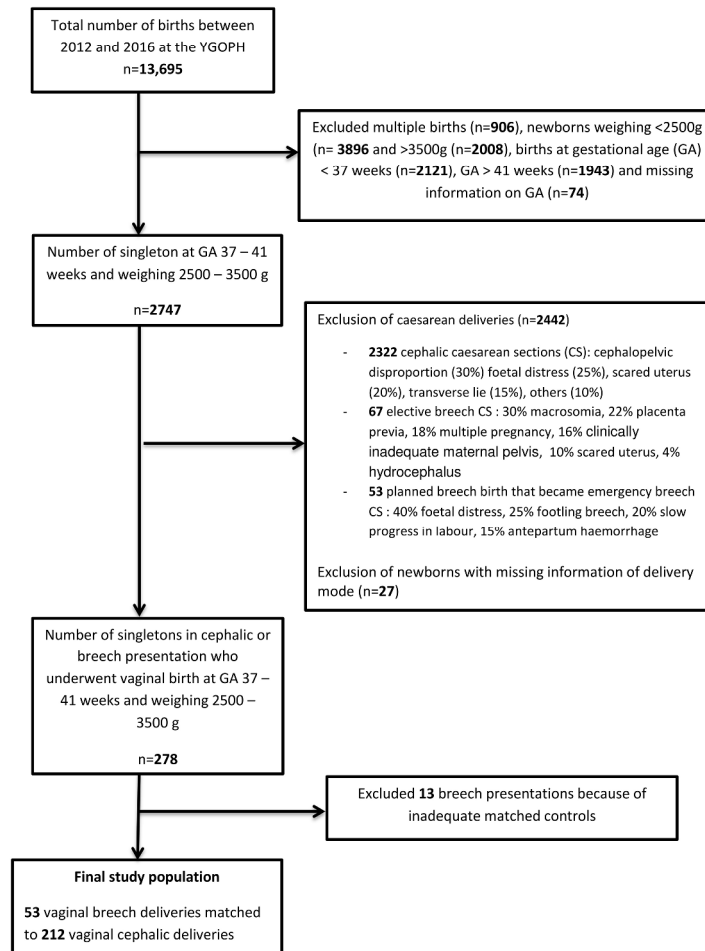 Total number of births between
2012 and 2016 at the YGOPH
n=13,695
Excluded multiple births (n=906), newborns weighing <2500g
(n= 3896 and >3500g (n=2008), births at gestational age (GA)
< 37 weeks (n=2121), GA > 41 weeks (n=1943) and missing
information on GA (n=74)
Number of singleton at GA 37 – 41
weeks and weighing 2500 – 3500 g
n=2747
Exclusion of caesarean deliveries (n=2442)
- 2322 cephalic caesarean sections (CS): cephalopelvic
disproportion (30%) foetal distress (25%), scared uterus
(20%), transverse lie (15%), others (10%)
- 67 elective breech CS : 30% macrosomia, 22% placenta
previa, 18% multiple pregnancy, 16% clinically
inadequate maternal pelvis, 10% scared uterus, 4%
hydrocephalus
- 53 planned breech birth that became emergency breech
CS : 40% foetal distress, 25% footling breech, 20% slow
progress in labour, 15% antepartum haemorrhage
Exclusion of newborns with missing information of delivery
mode (n=27)
Number of singletons in cephalic or
breech presentation who
underwent vaginal birth at GA 37 –
41 weeks and weighing 2500 –
3500 g
n=278
Excluded 13 breech presentations because of
inadequate matched controls
Final study population
53 vaginal breech deliveries matched
to 212 vaginal cephalic deliveries